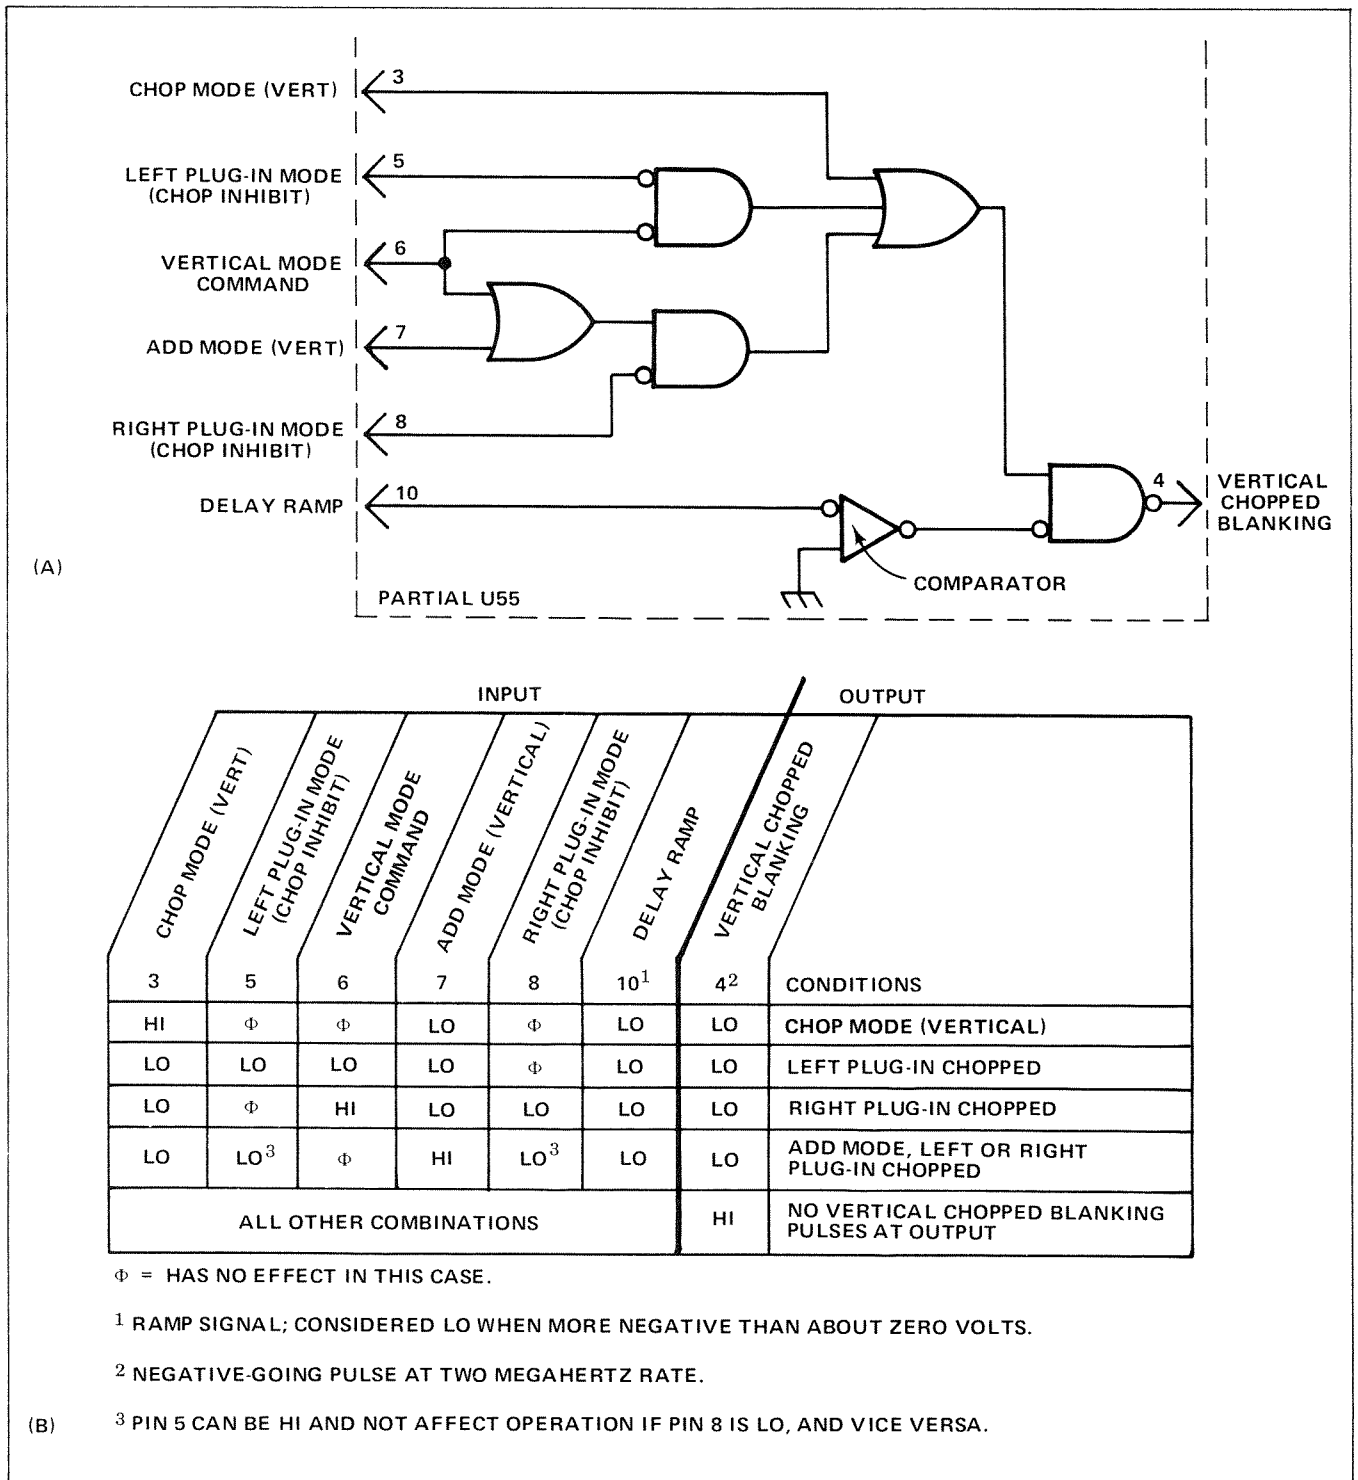 CHOP MODE (VERT)
3
LEFT PLUG-IN MODE
(CHOP INHIBIT)
5
VERTICAL MODE
COMMAND
6
ADD MODE (VERT)
7
RIGHT PLUG-IN MODE
(CHOP INHIBIT)
8
DELAY RAMP
10
4
VERTICAL
CHOPPED
BLANKING
COMPARATOR
(A)
PARTIAL U55
INPUT
OUTPUT
CHOP MODE (VERT)
LEFT PLUG-IN MODE
(CHOP INHIBIT)
VERTICAL MODE
COMMAND
ADD MODE (VERTICAL)
RIGHT PLUG-IN MODE
(CHOP INHIBIT)
DELAY RAMP
VERTICAL CHOPPED
BLANKING
3 5 6 7 8 10¹ 4² CONDITIONS
HI Φ Φ LO Φ LO LO CHOP MODE (VERTICAL)
LO LO LO LO Φ LO LO LEFT PLUG-IN CHOPPED
LO Φ HI LO LO LO LO RIGHT PLUG-IN CHOPPED
LO LO³ Φ HI LO³ LO LO ADD MODE, LEFT OR RIGHT
PLUG-IN CHOPPED
ALL OTHER COMBINATIONS HI NO VERTICAL CHOPPED BLANKING
PULSES AT OUTPUT
Φ = HAS NO EFFECT IN THIS CASE.
¹ RAMP SIGNAL; CONSIDERED LO WHEN MORE NEGATIVE THAN ABOUT ZERO VOLTS.
² NEGATIVE-GOING PULSE AT TWO MEGAHERTZ RATE.
(B) ³ PIN 5 CAN BE HI AND NOT AFFECT OPERATION IF PIN 8 IS LO, AND VICE VERSA.